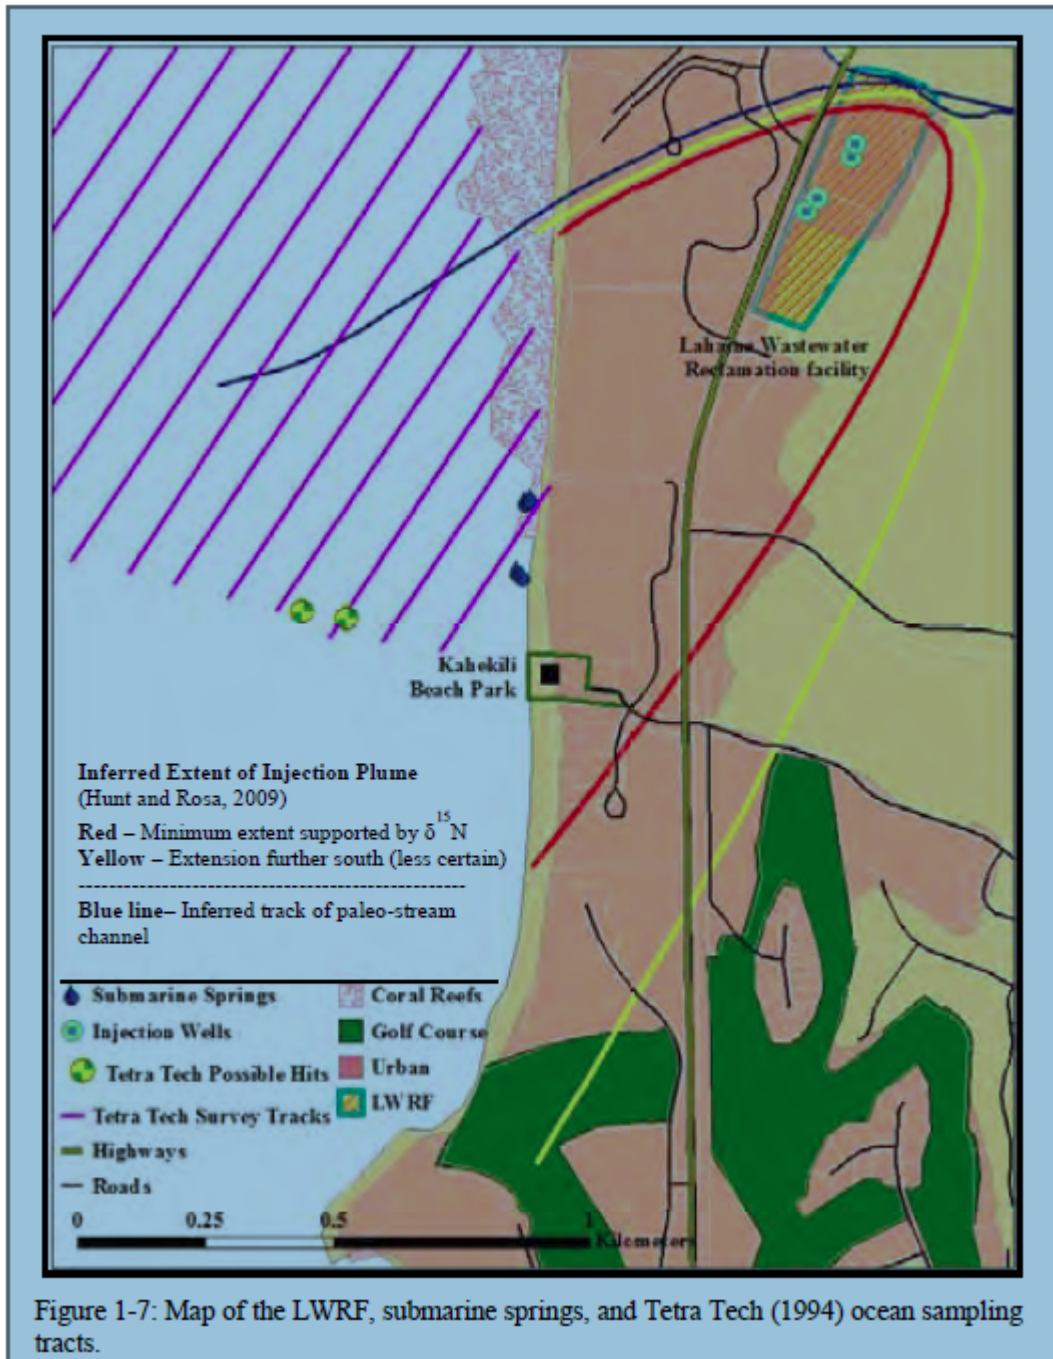 Lahaina Wastewater
Reclamation facility
Kahekili
Beach Park
Inferred Extent of Injection Plume
(Hunt and Rosa, 2009)
Red – Minimum extent supported by δ15N
Yellow – Extension further south (less certain)
----------------------------------------------------
Blue line– Inferred track of paleo-stream
channel
Submarine Springs
Injection Wells
Tetra Tech Possible Hits
Tetra Tech Survey Tracks
Highways
Roads
Coral Reefs
Golf Course
Urban
LWRF
0 0.25 0.5 1
Kilometers
Figure 1-7: Map of the LWRF, submarine springs, and Tetra Tech (1994) ocean sampling
tracts.